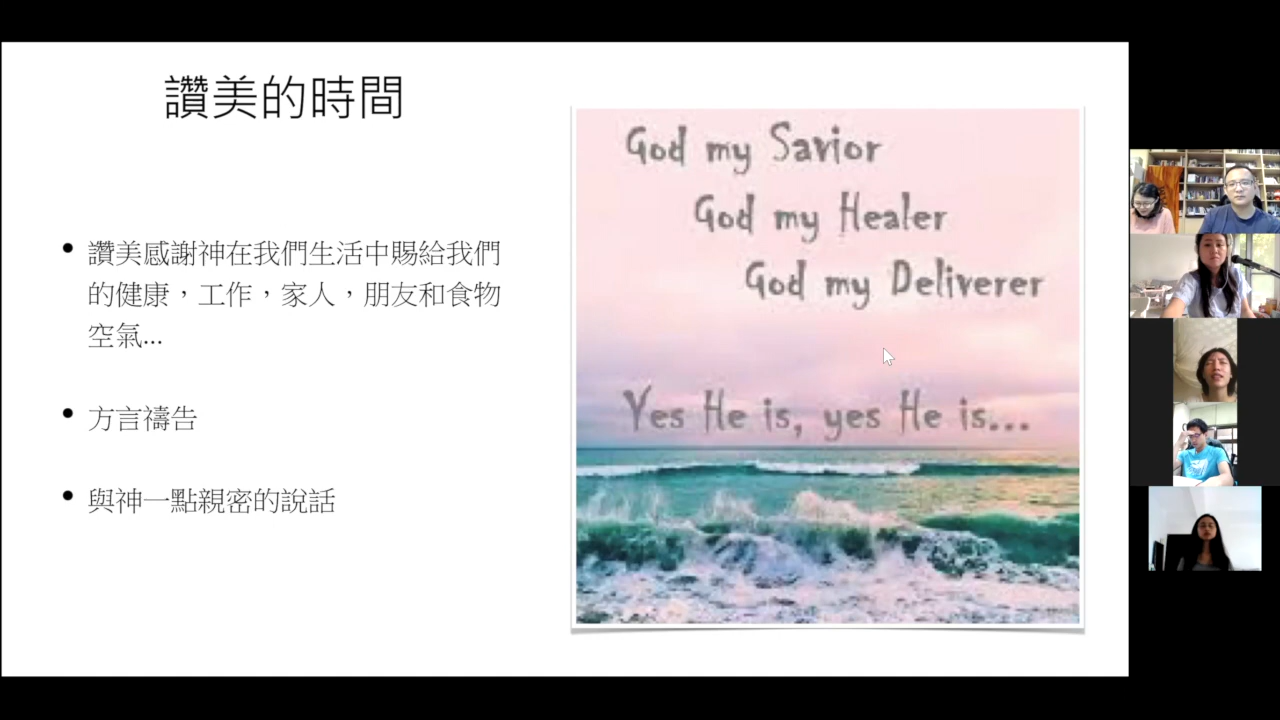 讚美的時間
• 讚美感謝神在我們生活中賜給我們
的健康，工作，家人，朋友和食物
空氣...
• 方言禱告
• 與神一點親密的說話
God my Savior
God my Healer
God my Deliverer
Yes He is, yes He is...